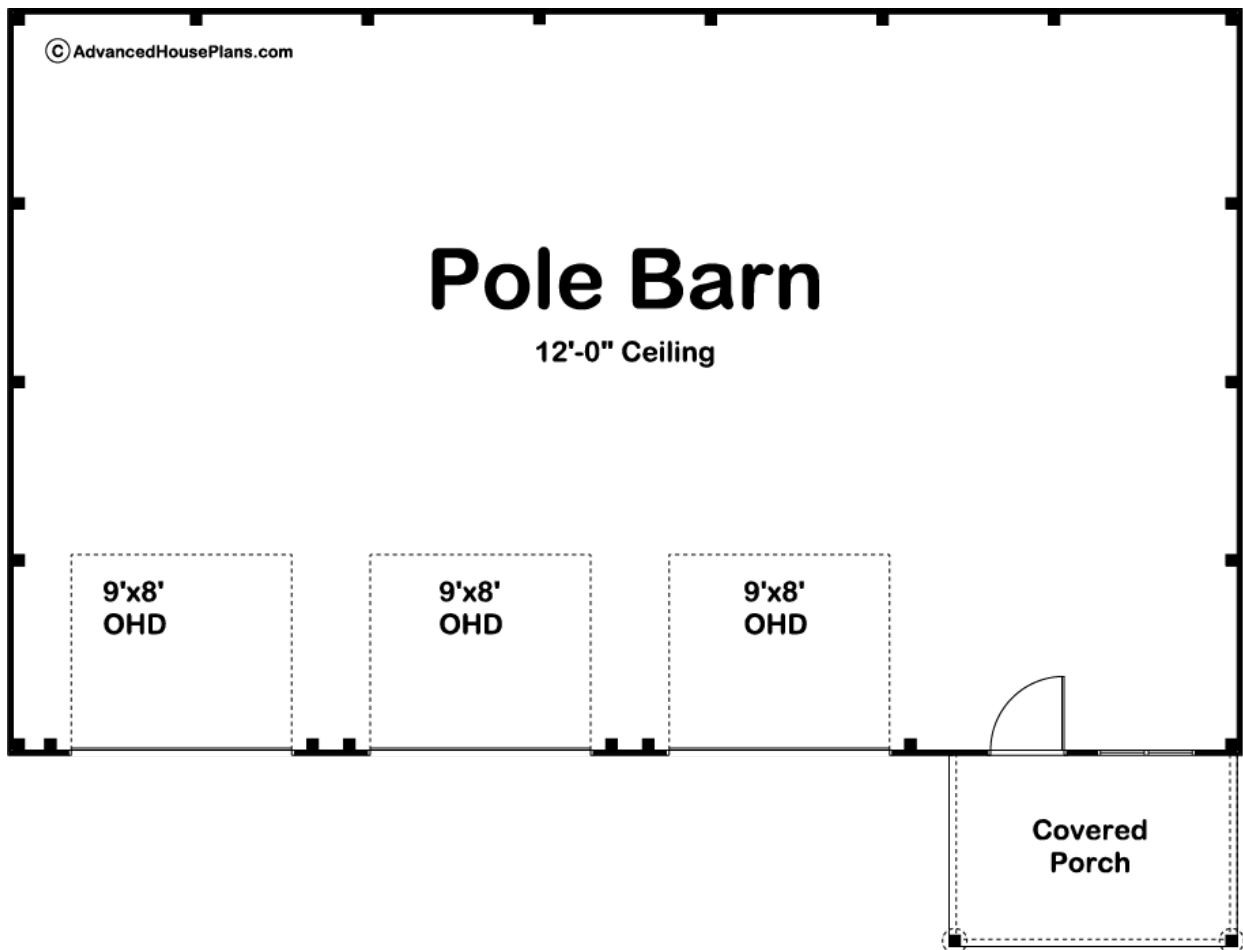 © AdvancedHousePlans.com
Pole Barn
12'-0" Ceiling
9'x8'
OHD
9'x8'
OHD
9'x8'
OHD
Covered
Porch